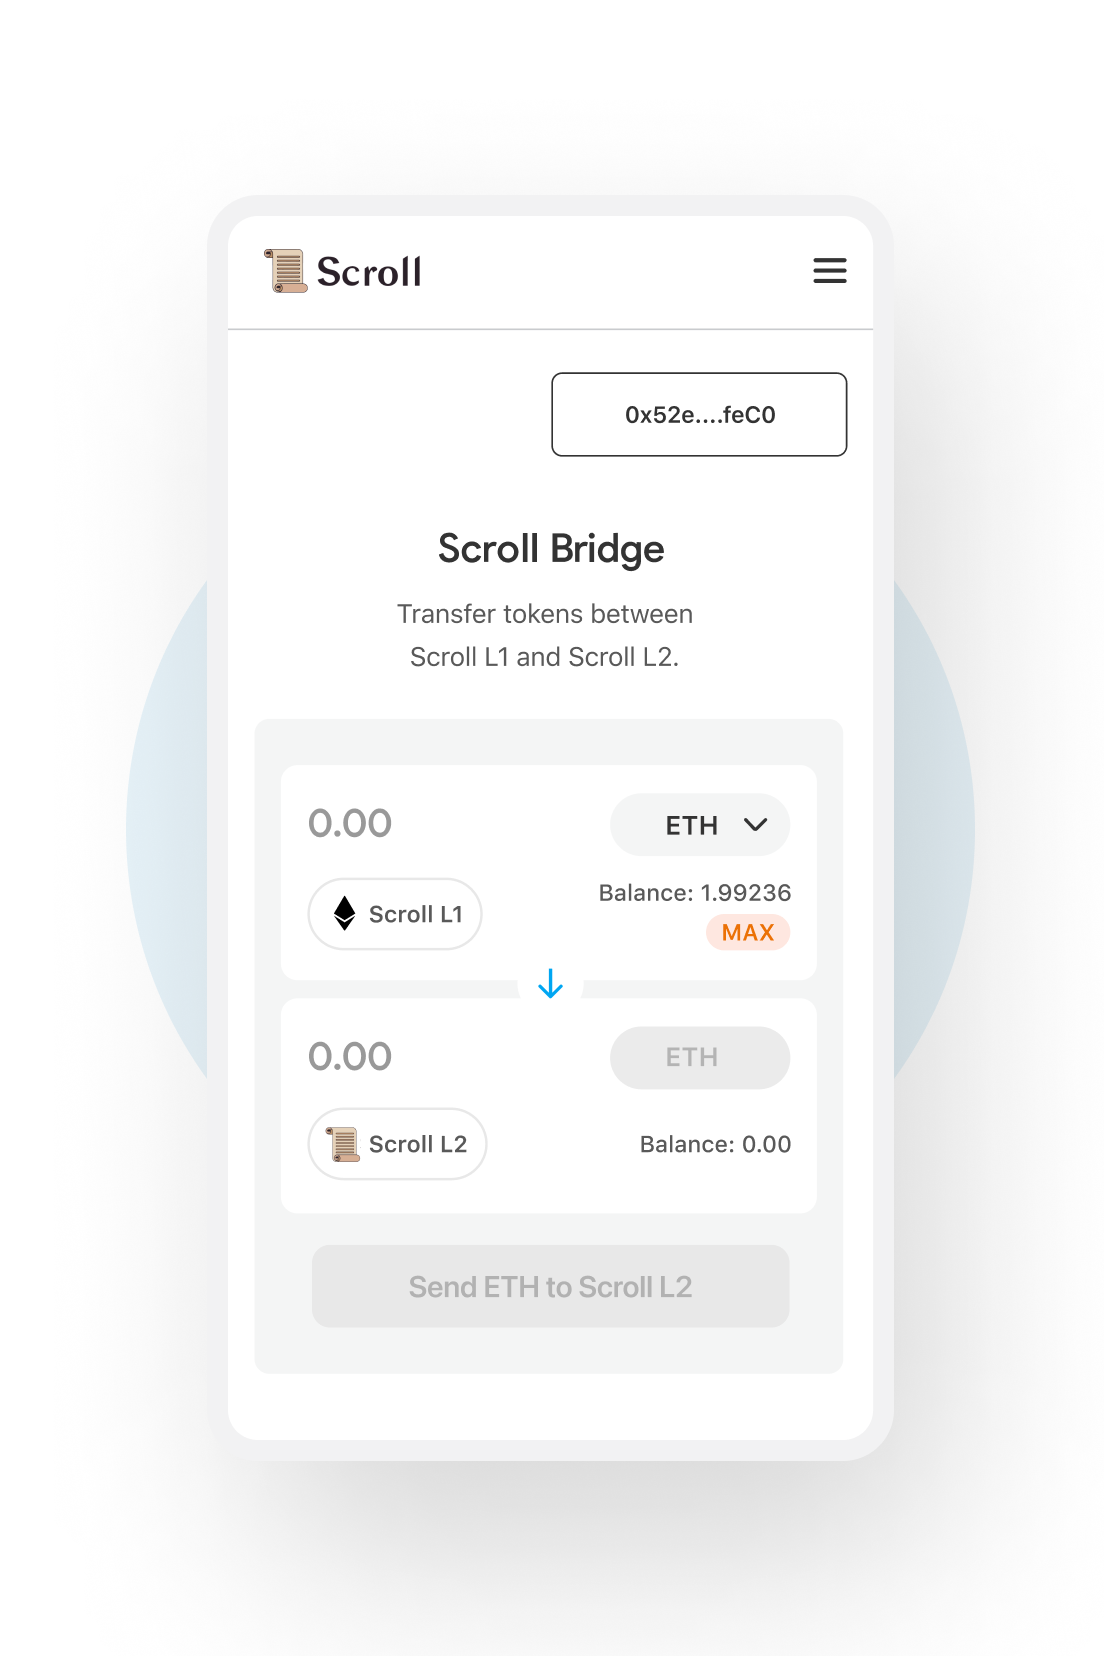 Scroll
0x52e....feC0
Scroll Bridge
Transfer tokens between
Scroll L1 and Scroll L2.
0.00
ETH
Scroll L1
Balance: 1.99236
MAX
0.00
ETH
Scroll L2
Balance: 0.00
Send ETH to Scroll L2